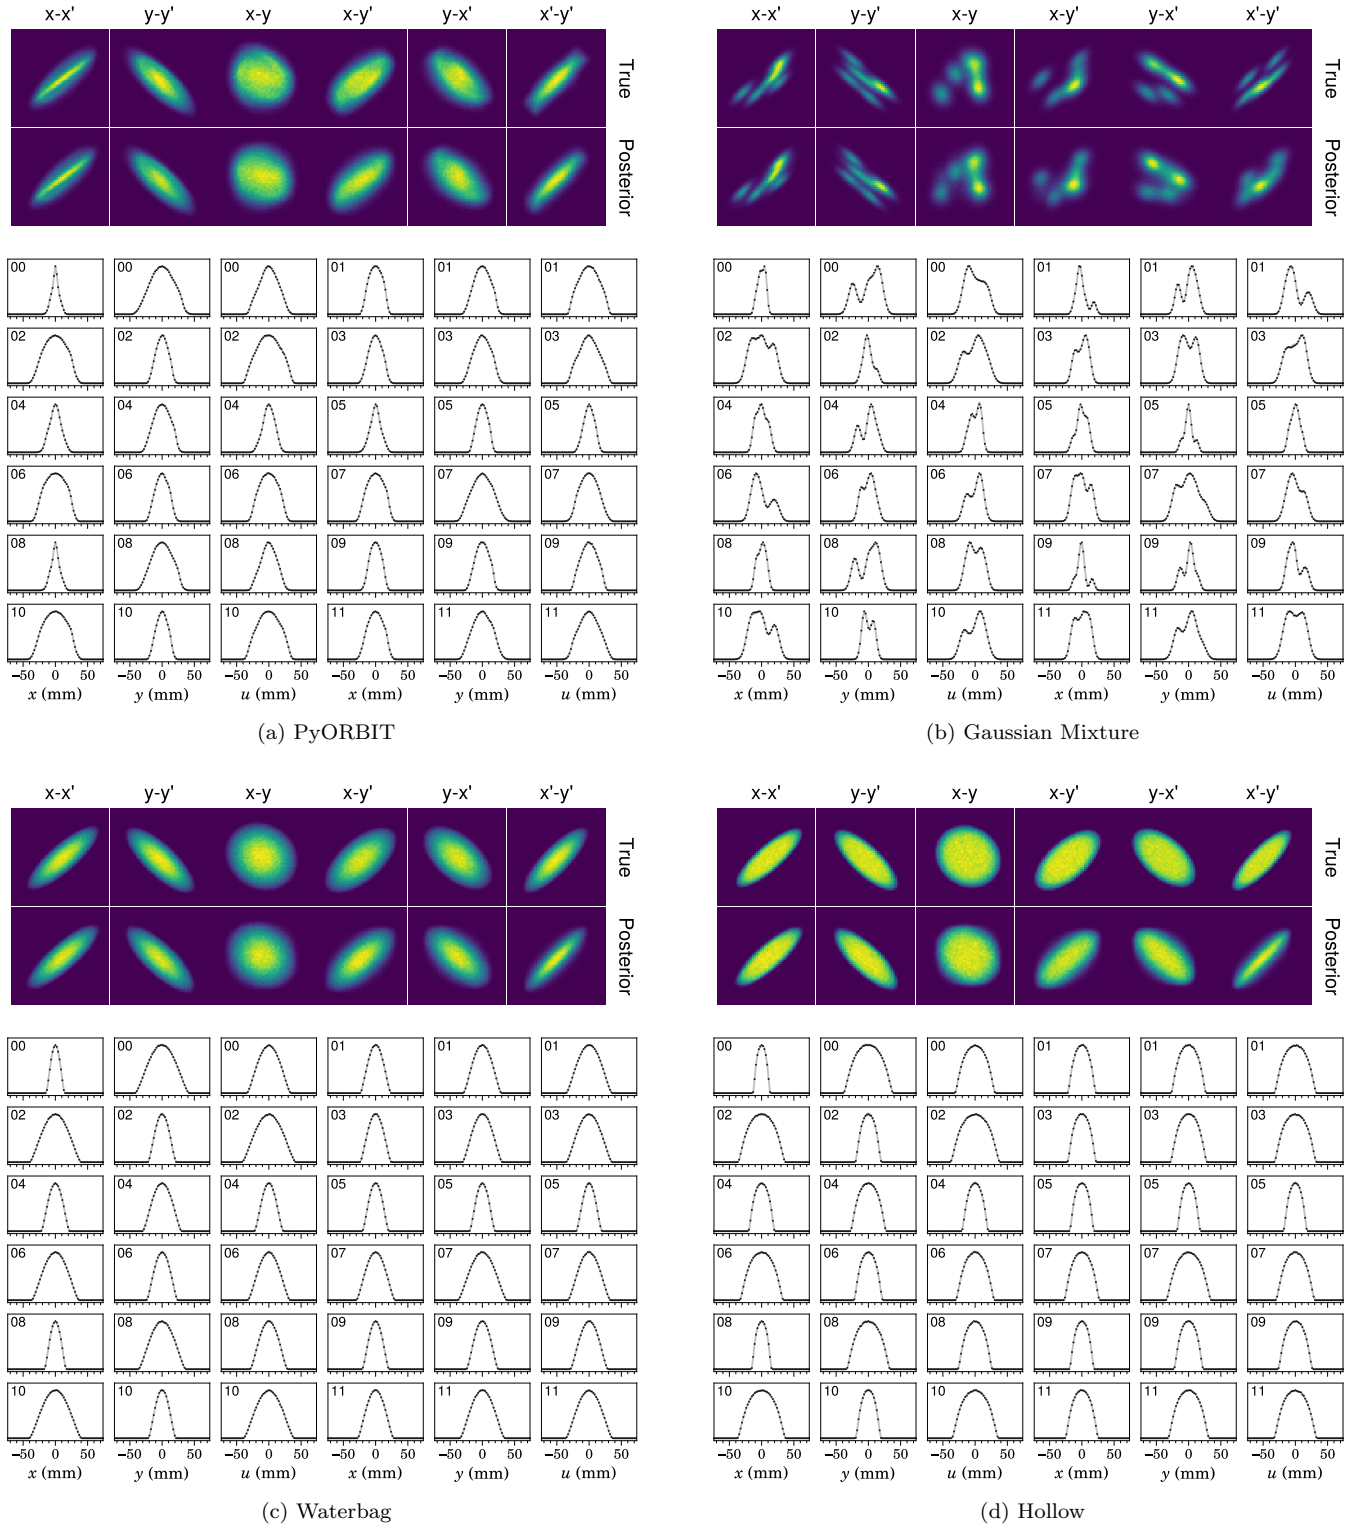 x-x' y-y' x-y x-y' y-x' x'-y'
True
Posterior
00 00 00 01 01 01
02 02 02 03 03 03
04 04 04 05 05 05
06 06 06 07 07 07
08 08 08 09 09 09
10 10 10 11 11 11
−50 0 50 −50 0 50 −50 0 50 −50 0 50 −50 0 50 −50 0 50
x (mm) y (mm) u (mm) x (mm) y (mm) u (mm)
(a) PyORBIT
x-x' y-y' x-y x-y' y-x' x'-y'
True
Posterior
00 00 00 01 01 01
02 02 02 03 03 03
04 04 04 05 05 05
06 06 06 07 07 07
08 08 08 09 09 09
10 10 10 11 11 11
−50 0 50 −50 0 50 −50 0 50 −50 0 50 −50 0 50 −50 0 50
x (mm) y (mm) u (mm) x (mm) y (mm) u (mm)
(b) Gaussian Mixture
x-x' y-y' x-y x-y' y-x' x'-y'
True
Posterior
00 00 00 01 01 01
02 02 02 03 03 03
04 04 04 05 05 05
06 06 06 07 07 07
08 08 08 09 09 09
10 10 10 11 11 11
−50 0 50 −50 0 50 −50 0 50 −50 0 50 −50 0 50 −50 0 50
x (mm) y (mm) u (mm) x (mm) y (mm) u (mm)
(c) Waterbag
x-x' y-y' x-y x-y' y-x' x'-y'
True
Posterior
00 00 00 01 01 01
02 02 02 03 03 03
04 04 04 05 05 05
06 06 06 07 07 07
08 08 08 09 09 09
10 10 10 11 11 11
−50 0 50 −50 0 50 −50 0 50 −50 0 50 −50 0 50 −50 0 50
x (mm) y (mm) u (mm) x (mm) y (mm) u (mm)
(d) Hollow